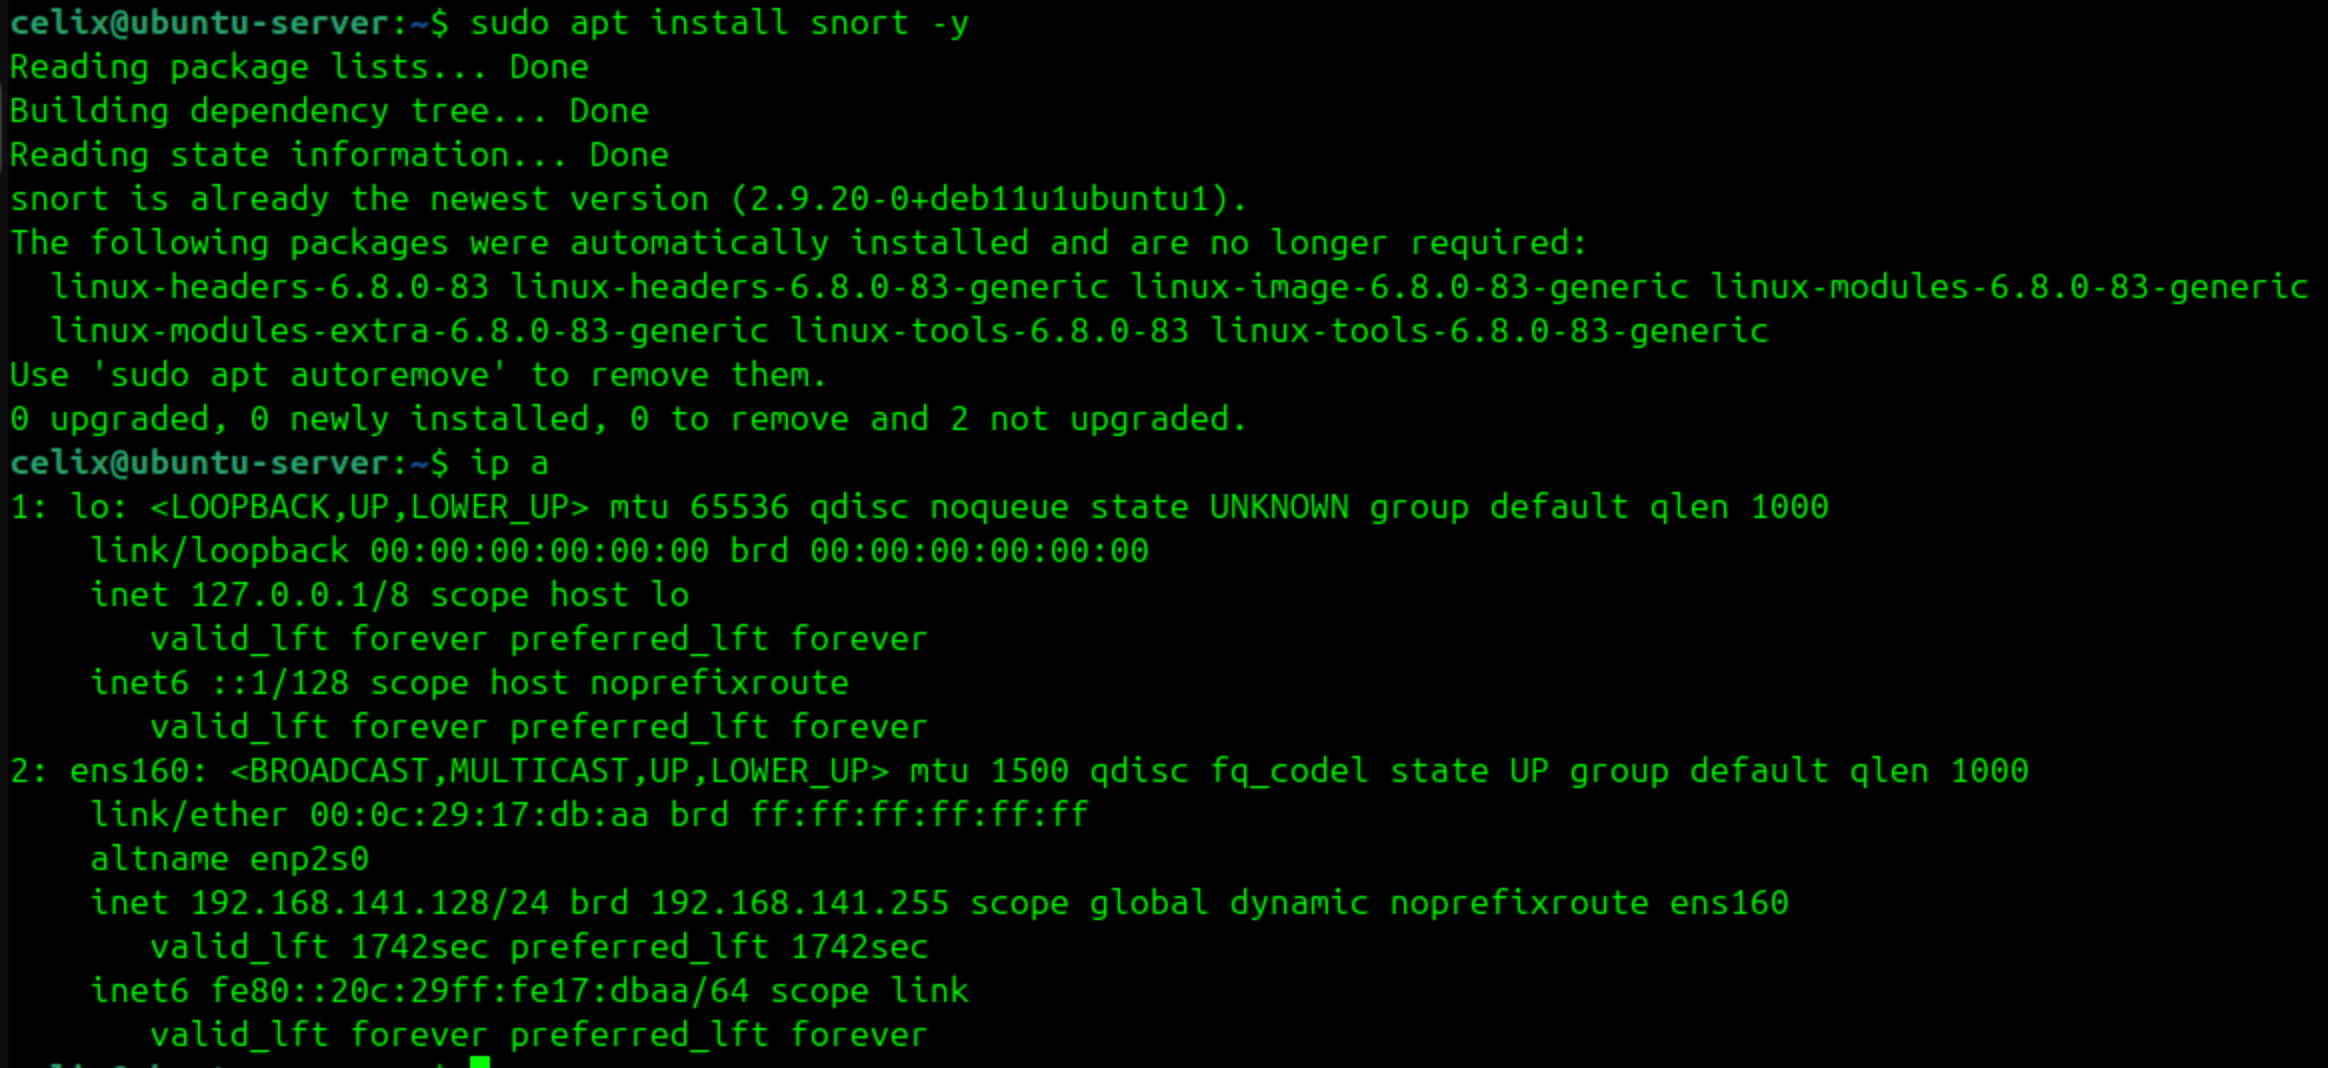 celix@ubuntu-server:~$ sudo apt install snort -y
Reading package lists... Done
Building dependency tree... Done
Reading state information... Done
snort is already the newest version (2.9.20-0+deb11u1ubuntu1).
The following packages were automatically installed and are no longer required:
  linux-headers-6.8.0-83 linux-headers-6.8.0-83-generic linux-image-6.8.0-83-generic linux-modules-6.8.0-83-generic
  linux-modules-extra-6.8.0-83-generic linux-tools-6.8.0-83 linux-tools-6.8.0-83-generic
Use 'sudo apt autoremove' to remove them.
0 upgraded, 0 newly installed, 0 to remove and 2 not upgraded.
celix@ubuntu-server:~$ ip a
1: lo: <LOOPBACK,UP,LOWER_UP> mtu 65536 qdisc noqueue state UNKNOWN group default qlen 1000
    link/loopback 00:00:00:00:00:00 brd 00:00:00:00:00:00
    inet 127.0.0.1/8 scope host lo
       valid_lft forever preferred_lft forever
    inet6 ::1/128 scope host noprefixroute
       valid_lft forever preferred_lft forever
2: ens160: <BROADCAST,MULTICAST,UP,LOWER_UP> mtu 1500 qdisc fq_codel state UP group default qlen 1000
    link/ether 00:0c:29:17:db:aa brd ff:ff:ff:ff:ff:ff
    altname enp2s0
    inet 192.168.141.128/24 brd 192.168.141.255 scope global dynamic noprefixroute ens160
       valid_lft 1742sec preferred_lft 1742sec
    inet6 fe80::20c:29ff:fe17:dbaa/64 scope link
       valid_lft forever preferred_lft forever